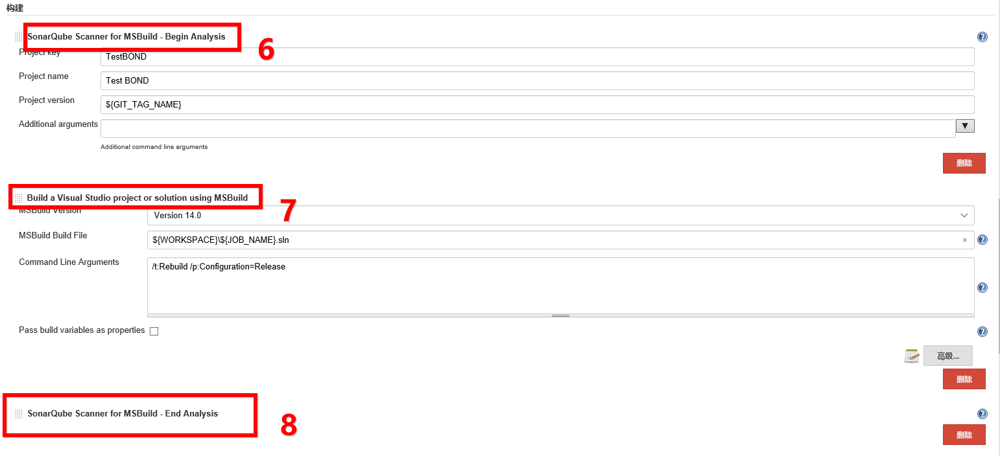 构建
SonarQube Scanner for MSBuild - Begin Analysis
6
Project key
TestBOND
Project name
Test BOND
Project version
${GIT_TAG_NAME}
Additional arguments
Additional command line arguments
删除
Build a Visual Studio project or solution using MSBuild
7
MSBuild Version
Version 14.0
MSBuild Build File
${WORKSPACE}\${JOB_NAME}.sln
Command Line Arguments
/t:Rebuild /p:Configuration=Release
Pass build variables as properties
高级...
删除
SonarQube Scanner for MSBuild - End Analysis
8
删除